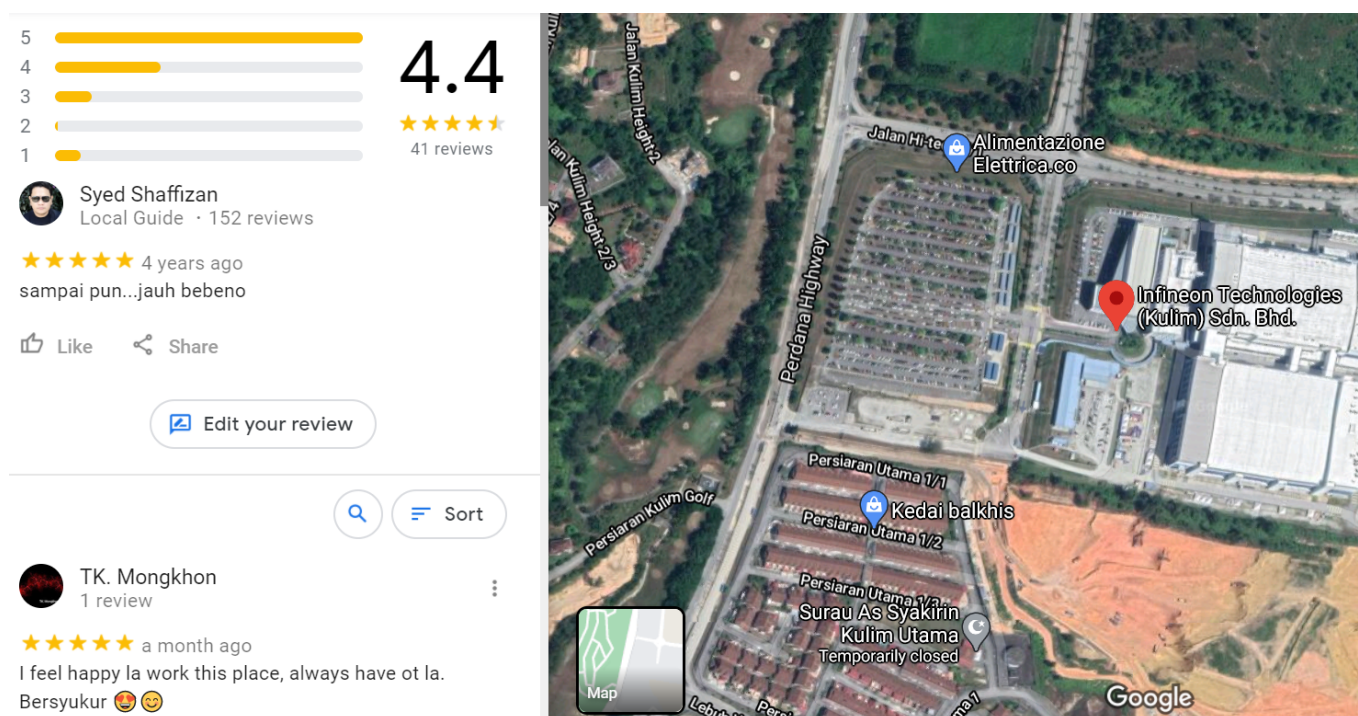 5
4
3
2
1
4.4
41 reviews
Syed Shaffizan
Local Guide · 152 reviews
4 years ago
sampai pun...jauh bebeno
Like
Share
Edit your review
Sort
TK. Mongkhon
1 review
a month ago
I feel happy la work this place, always have ot la.
Bersyukur 😍😊
Jalan Kulim Height 2
Jalan Hi-te
Alimentazione
Elettrica.co
Jalan Kulim Height 2/3
2/4
Perdana Highway
Infineon Technologies
(Kulim) Sdn. Bhd.
Persiaran Utama 1/1
Kedai balkhis
Persiaran Utama 1/2
Persiaran Kulim Golf
Persiaran Utama 1/3
Surau As Syakirin
Kulim Utama
Temporarily closed
Map
Google